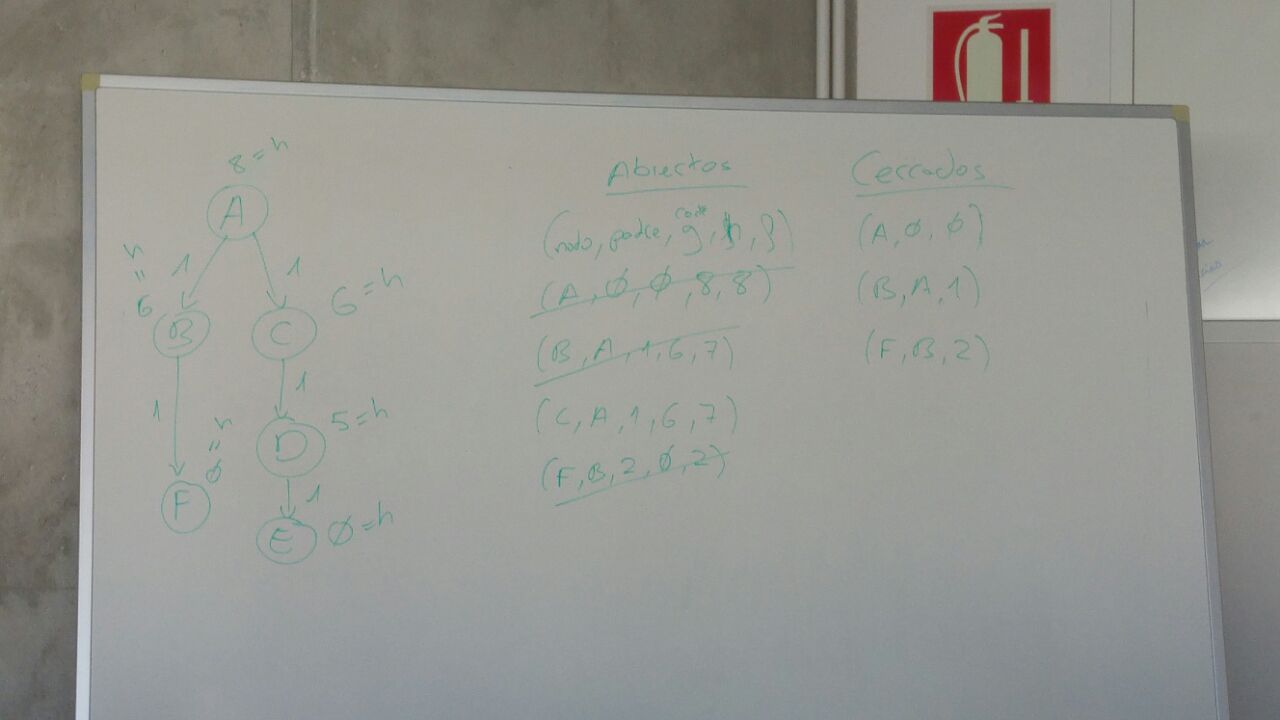 8=h
A
1
1
h=6
B
C
6=h
1
1
5=h
D
h=Ø
F
1
E
Ø=h
Abiertos
coste
(nodo, padre, g, h, f)
(A, Ø, Ø, 8, 8)
(B, A, 1, 6, 7)
(C, A, 1, 6, 7)
(F, B, 2, Ø, 2)
Cerrados
(A, Ø, Ø)
(B, A, 1)
(F, B, 2)